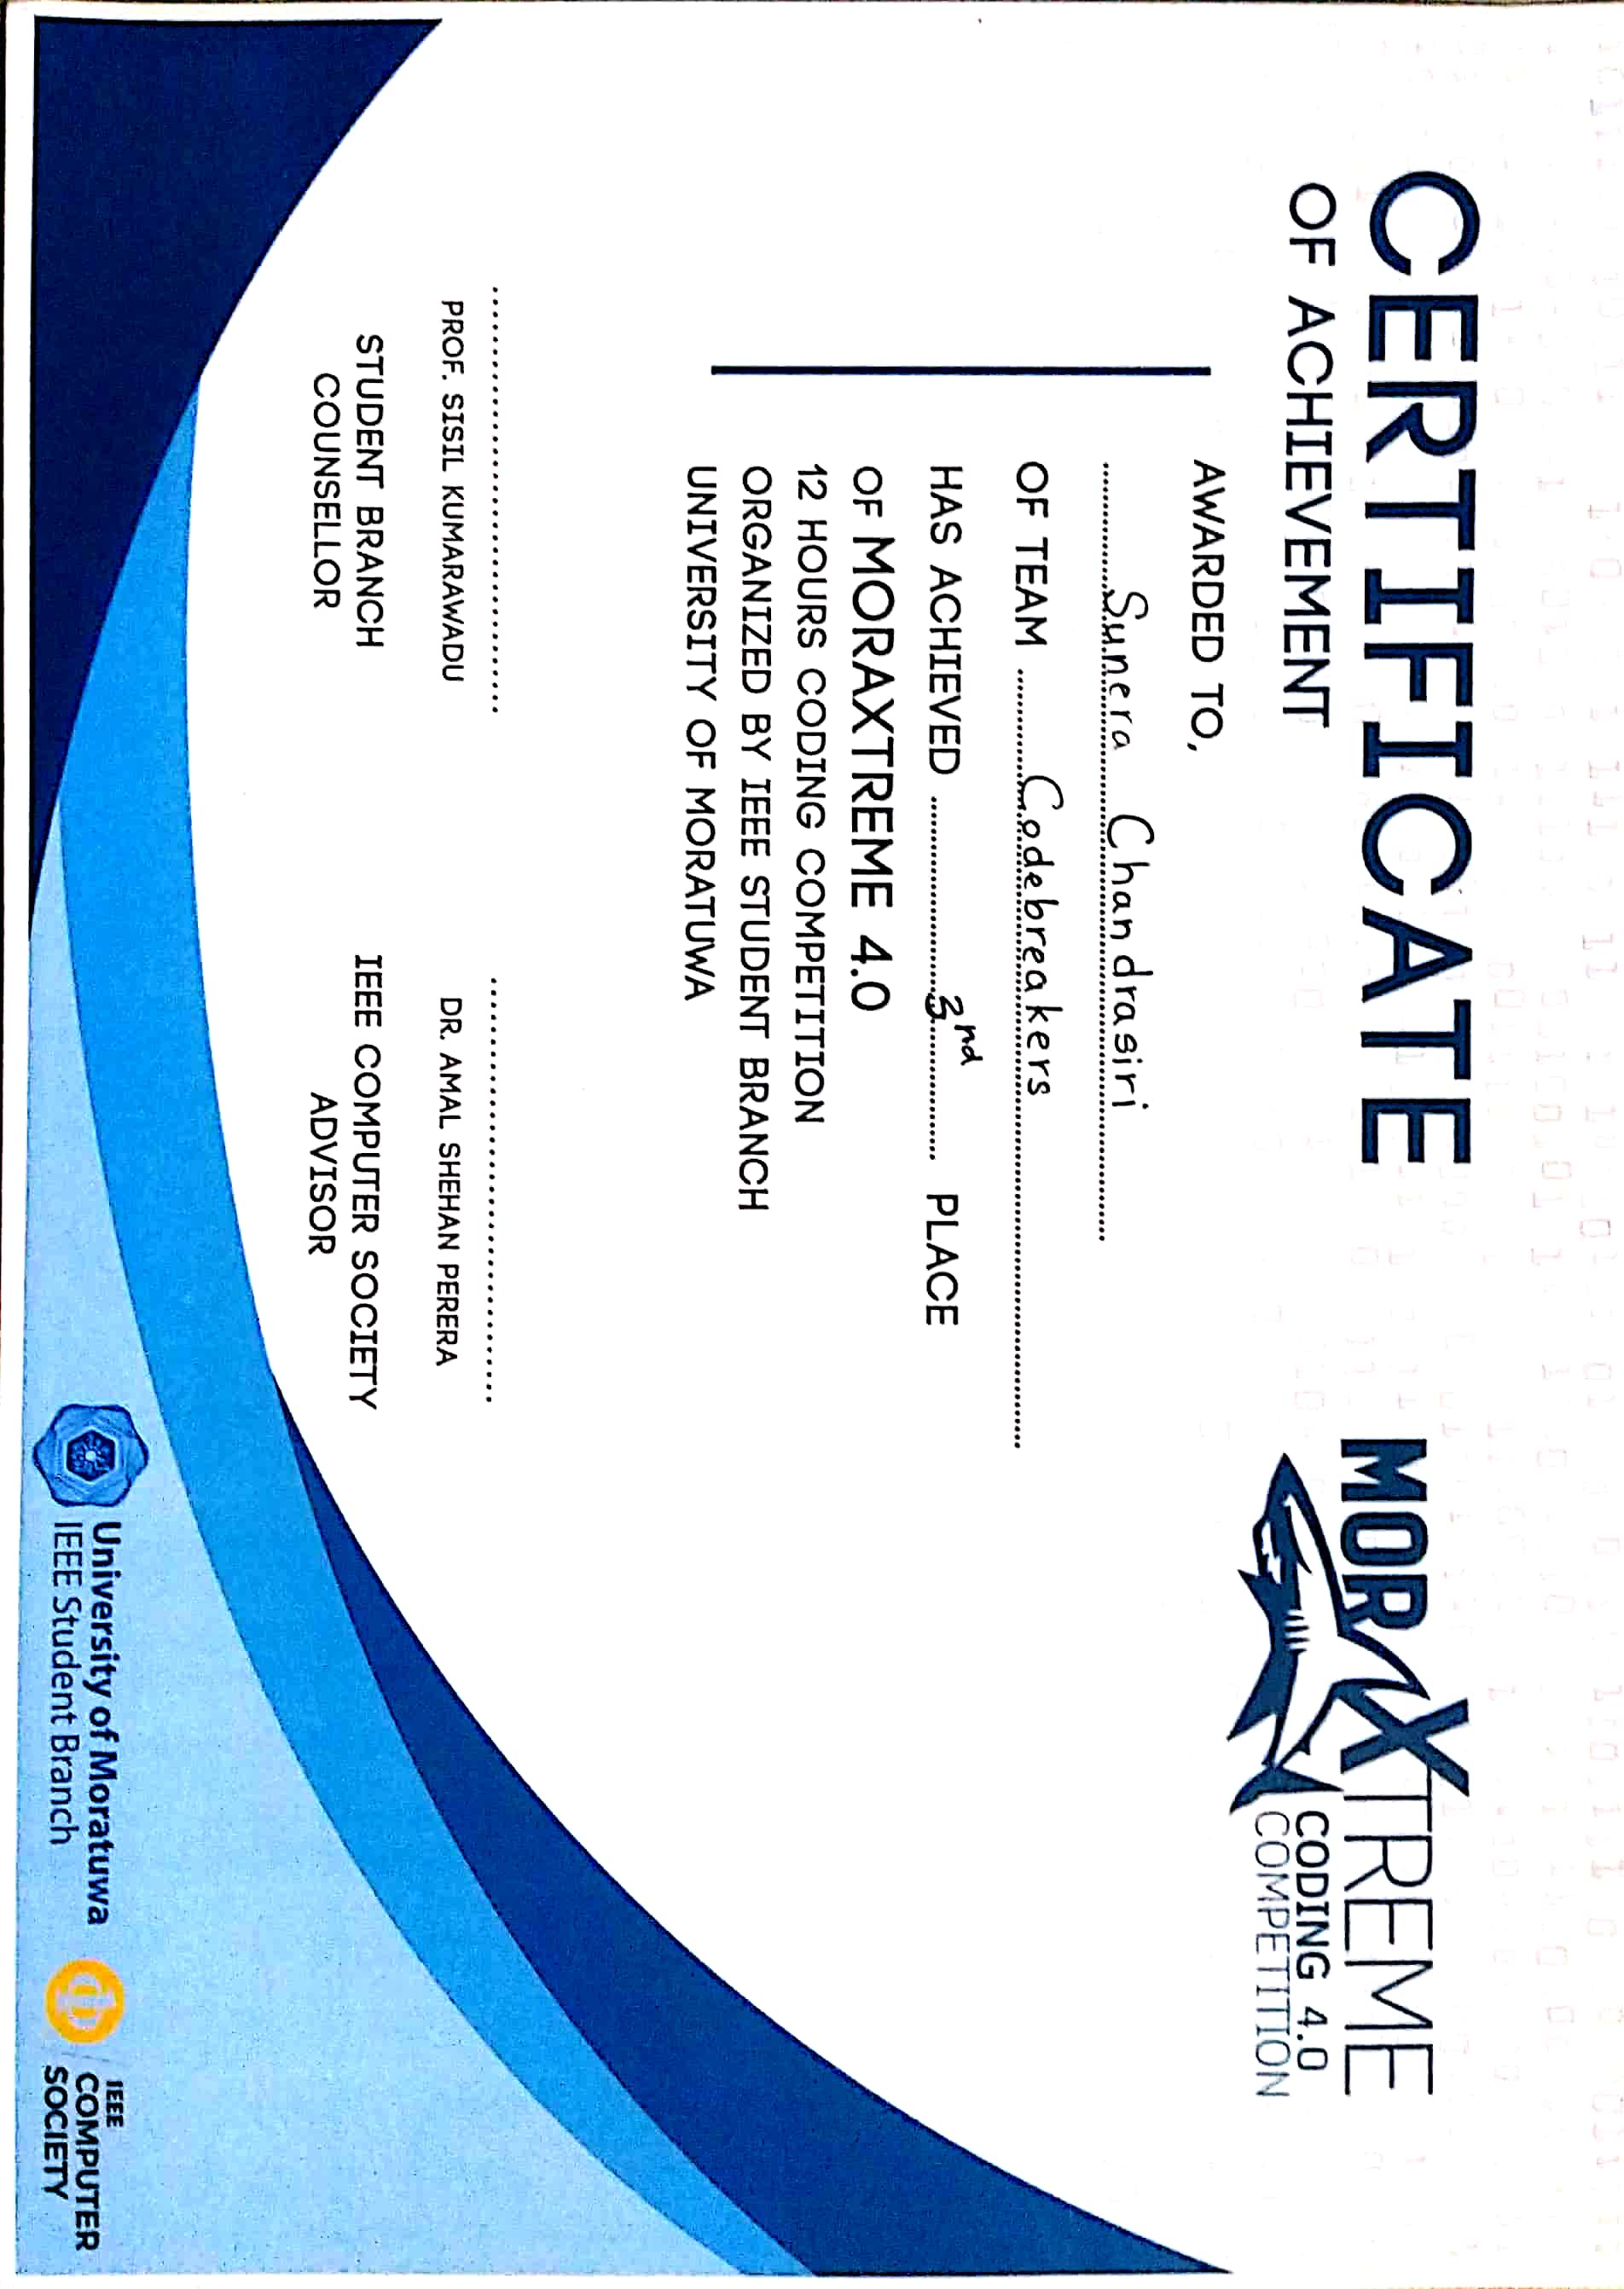 CERTIFICATE
OF ACHIEVEMENT
MORAXTREME
CODING 4.0
COMPETITION
AWARDED TO,
Sunera Chandrasiri
OF TEAM Codebreakers
HAS ACHIEVED 3nd PLACE
OF MORAXTREME 4.0
12 HOURS CODING COMPETITION
ORGANIZED BY IEEE STUDENT BRANCH
UNIVERSITY OF MORATUWA
PROF. SISIL KUMARAWADU
STUDENT BRANCH
COUNSELLOR
DR. AMAL SHEHAN PERERA
IEEE COMPUTER SOCIETY
ADVISOR
University of Moratuwa
IEEE Student Branch
IEEE
COMPUTER
SOCIETY